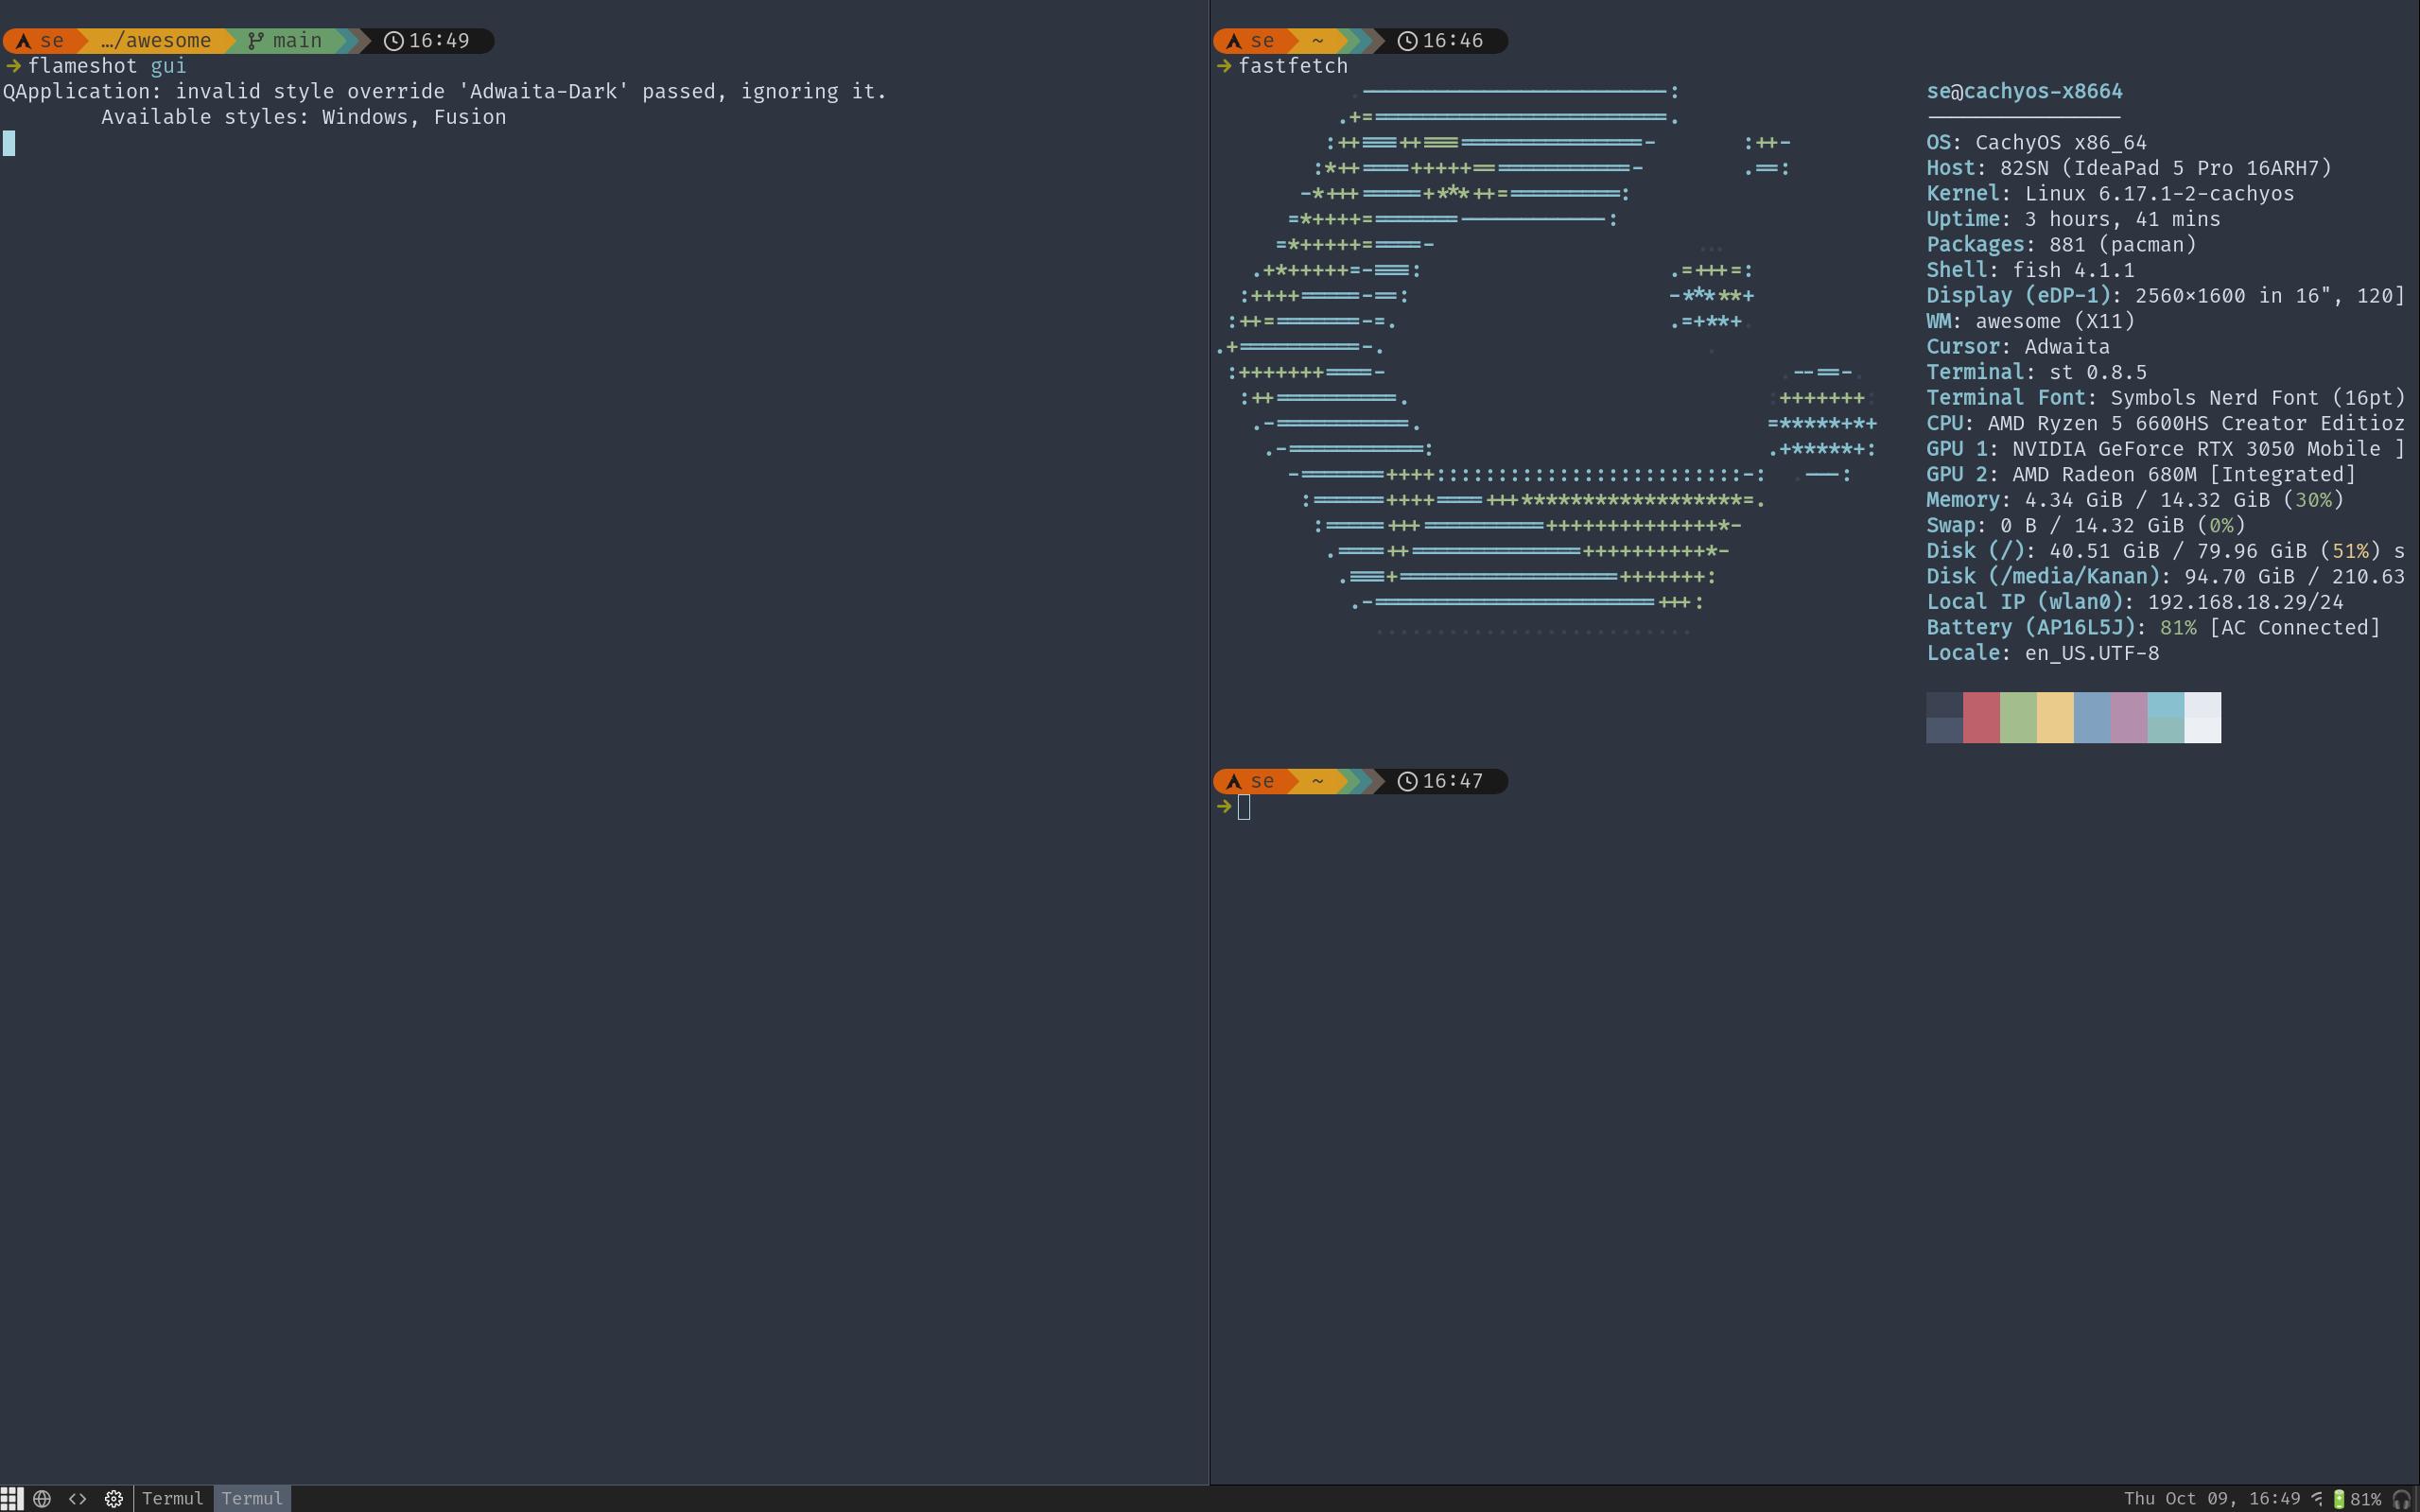 se …/awesome main 16:49
→ flameshot gui
QApplication: invalid style override 'Adwaita-Dark' passed, ignoring it.
Available styles: Windows, Fusion
se ~ 16:46
→ fastfetch
se@cachyos-x8664
OS: CachyOS x86_64
Host: 82SN (IdeaPad 5 Pro 16ARH7)
Kernel: Linux 6.17.1-2-cachyos
Uptime: 3 hours, 41 mins
Packages: 881 (pacman)
Shell: fish 4.1.1
Display (eDP-1): 2560×1600 in 16", 120]
WM: awesome (X11)
Cursor: Adwaita
Terminal: st 0.8.5
Terminal Font: Symbols Nerd Font (16pt)
CPU: AMD Ryzen 5 6600HS Creator Editioz
GPU 1: NVIDIA GeForce RTX 3050 Mobile ]
GPU 2: AMD Radeon 680M [Integrated]
Memory: 4.34 GiB / 14.32 GiB (30%)
Swap: 0 B / 14.32 GiB (0%)
Disk (/): 40.51 GiB / 79.96 GiB (51%) s
Disk (/media/Kanan): 94.70 GiB / 210.63
Local IP (wlan0): 192.168.18.29/24
Battery (AP16L5J): 81% [AC Connected]
Locale: en_US.UTF-8
se ~ 16:47
→
Termul Termul Thu Oct 09, 16:49 81%